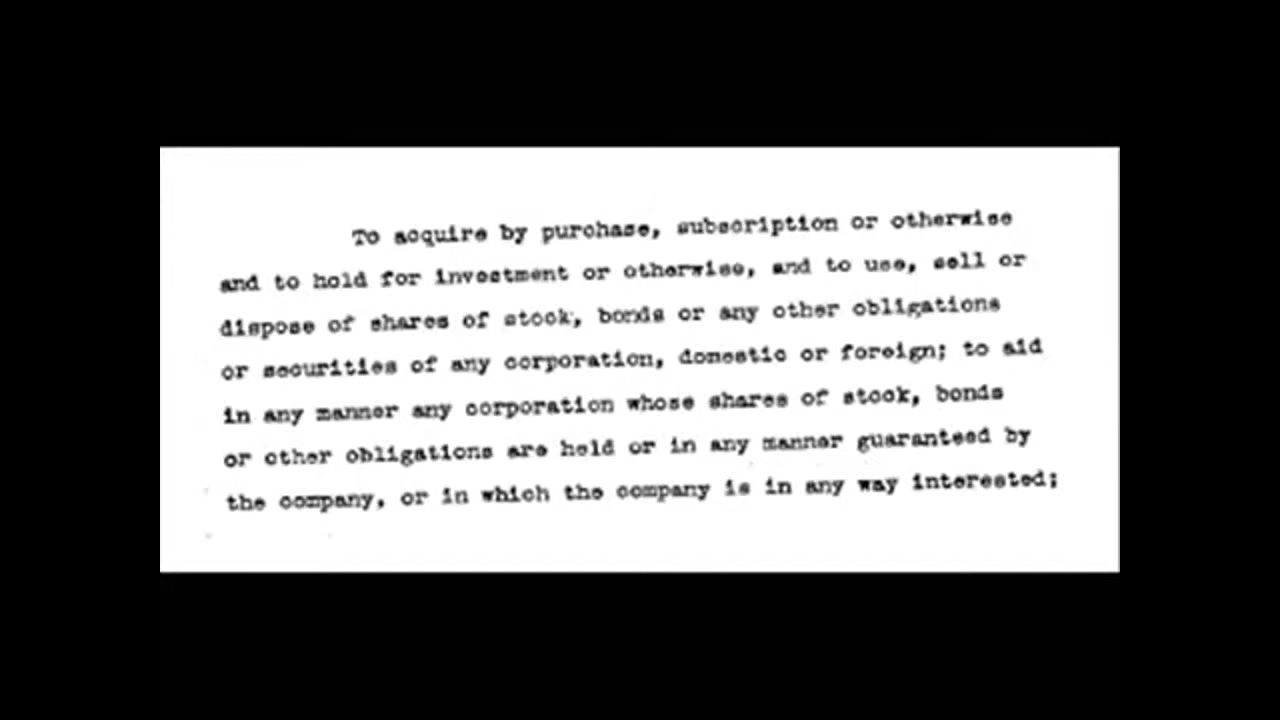 To acquire by purchase, subscription or otherwise
and to hold for investment or otherwise, and to use, sell or
dispose of shares of stock, bonds or any other obligations
or securities of any corporation, domestic or foreign; to aid
in any manner any corporation whose shares of stock, bonds
or other obligations are held or in any manner guaranteed by
the company, or in which the company is in any way interested;